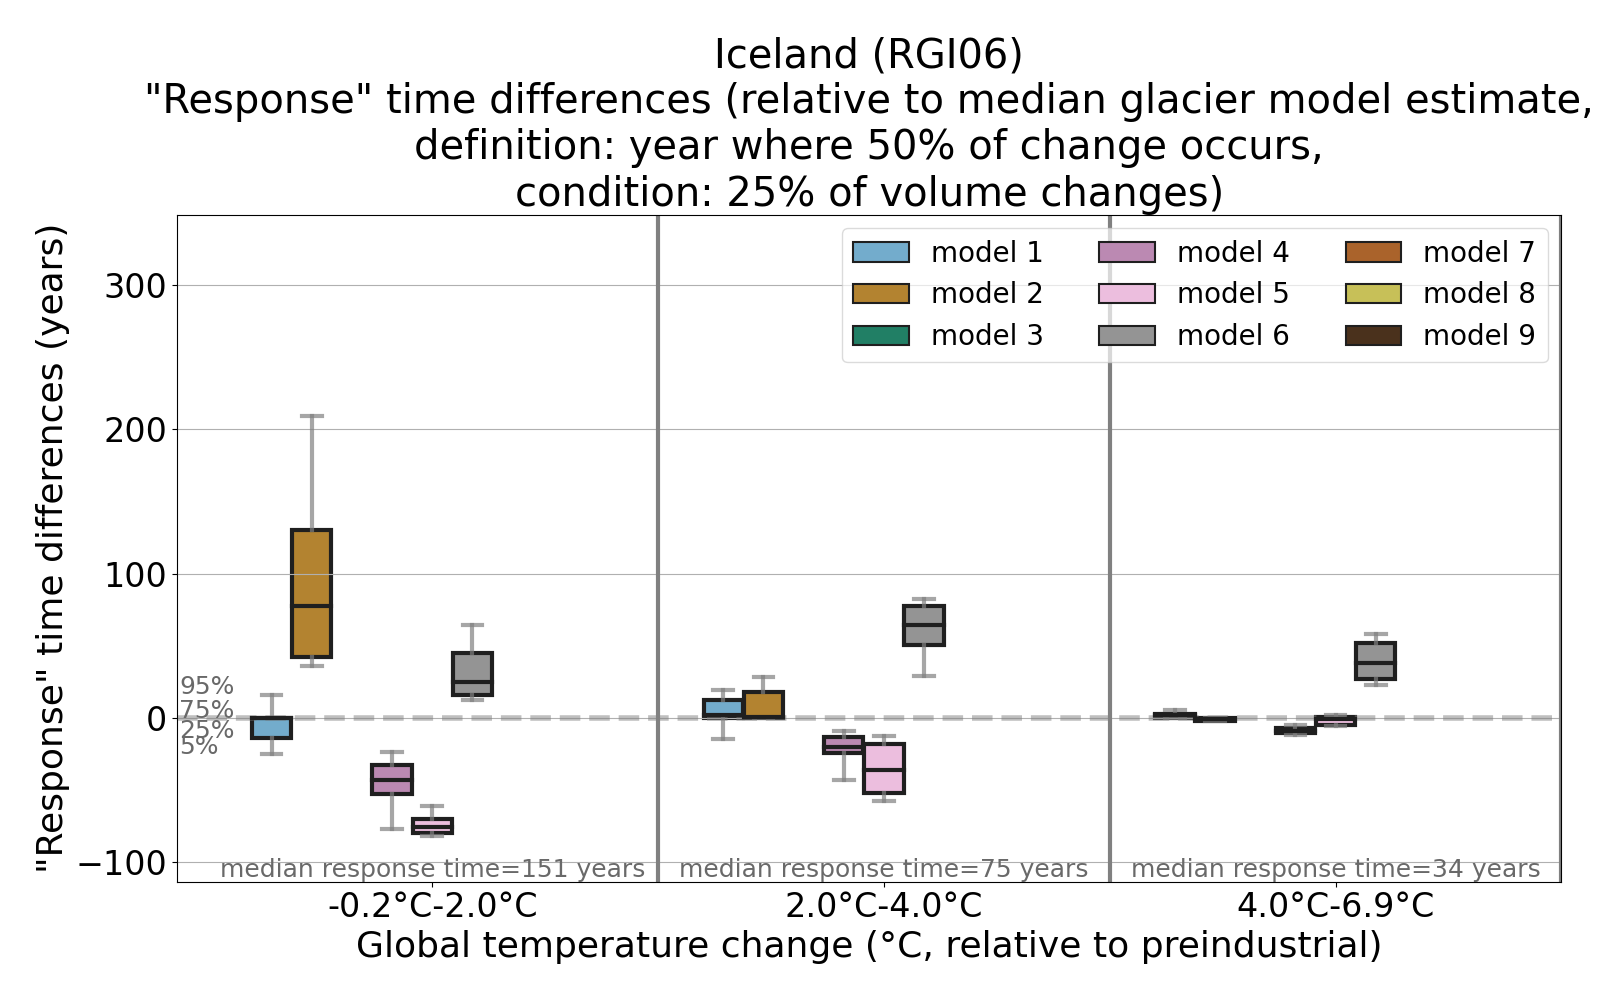 Iceland (RGI06)
"Response" time differences (relative to median glacier model estimate,
definition: year where 50% of change occurs,
condition: 25% of volume changes)
"Response" time differences (years)
300
200
100
0
−100
model 1
model 2
model 3
model 4
model 5
model 6
model 7
model 8
model 9
95%
75%
25%
5%
median response time=151 years
median response time=75 years
median response time=34 years
-0.2°C-2.0°C
2.0°C-4.0°C
4.0°C-6.9°C
Global temperature change (°C, relative to preindustrial)